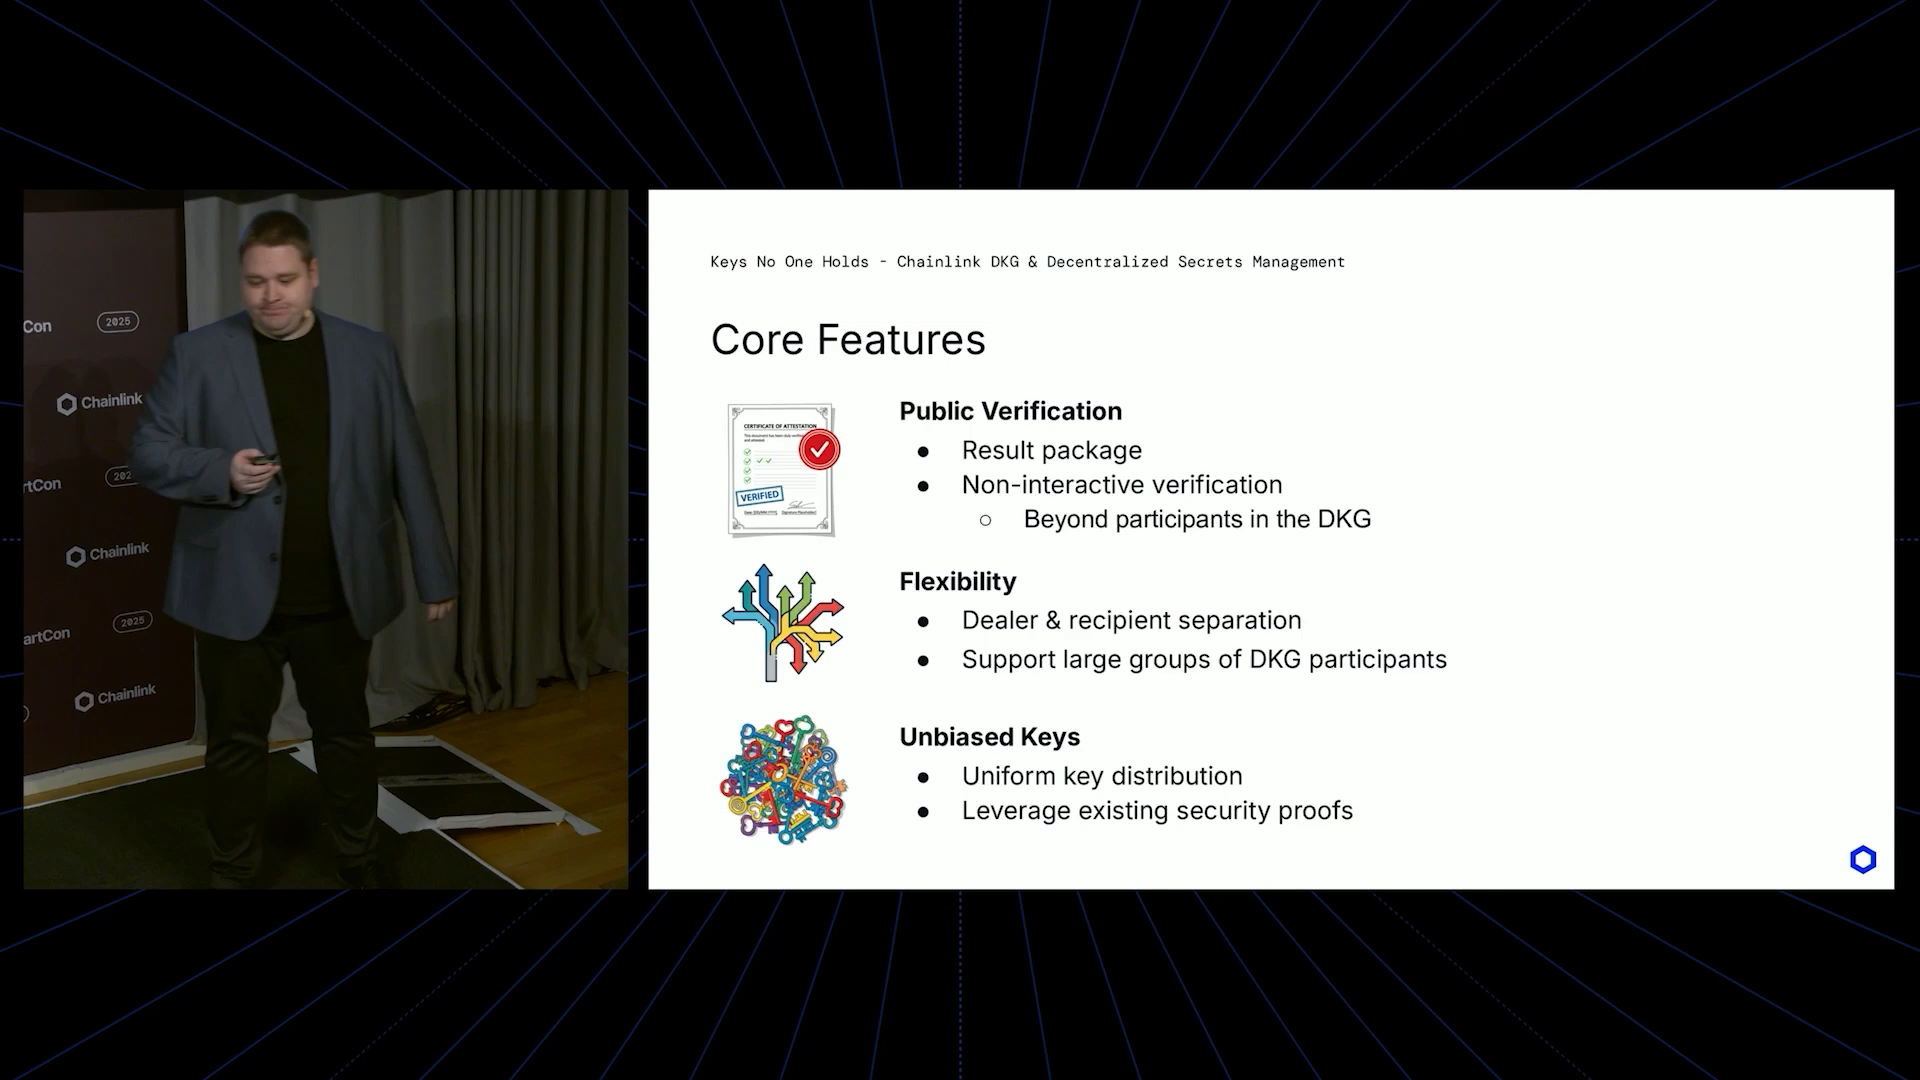 Con 2025
Chainlink
rtCon 202
Chainlink
artCon 2025
Chainlink
Keys No One Holds - Chainlink DKG & Decentralized Secrets Management
Core Features
CERTIFICATE OF ATTESTATION
VERIFIED
Public Verification
● Result package
● Non-interactive verification
○ Beyond participants in the DKG
Flexibility
● Dealer & recipient separation
● Support large groups of DKG participants
Unbiased Keys
● Uniform key distribution
● Leverage existing security proofs